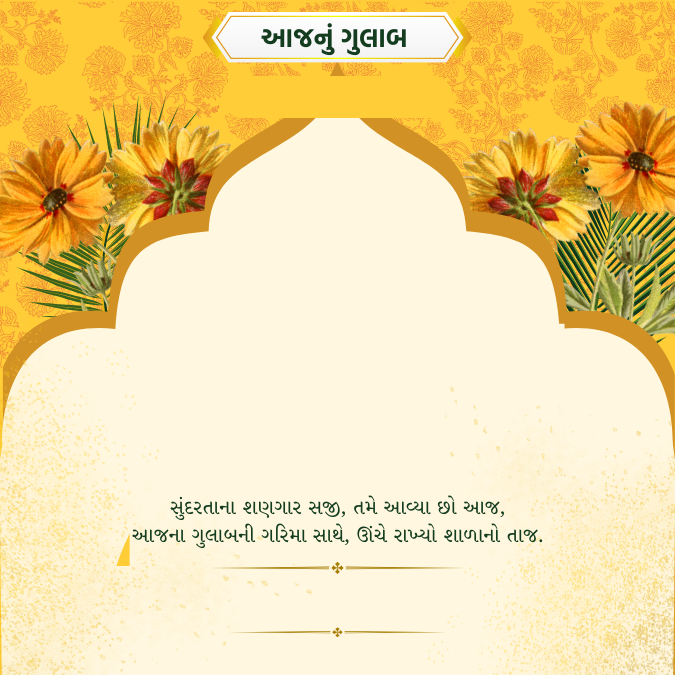 આજનું ગુલાબ
સુંદરતાના શણગાર સજી, તમે આવ્યા છો આજ,
આજના ગુલાબની ગરિમા સાથે, ઊંચે રાખ્યો શાળાનો તાજ.